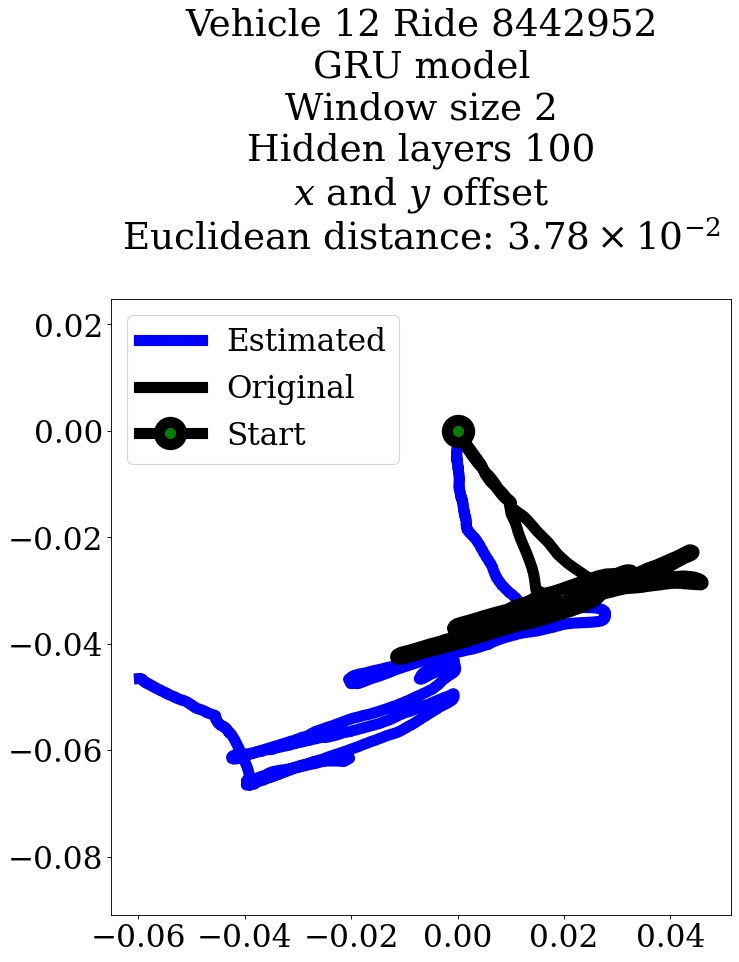 Vehicle 12 Ride 8442952
GRU model
Window size 2
Hidden layers 100
x and y offset
Euclidean distance: 3.78 × 10⁻²
Estimated
Original
Start
0.02
0.00
−0.02
−0.04
−0.06
−0.08
−0.06 −0.04 −0.02 0.00 0.02 0.04